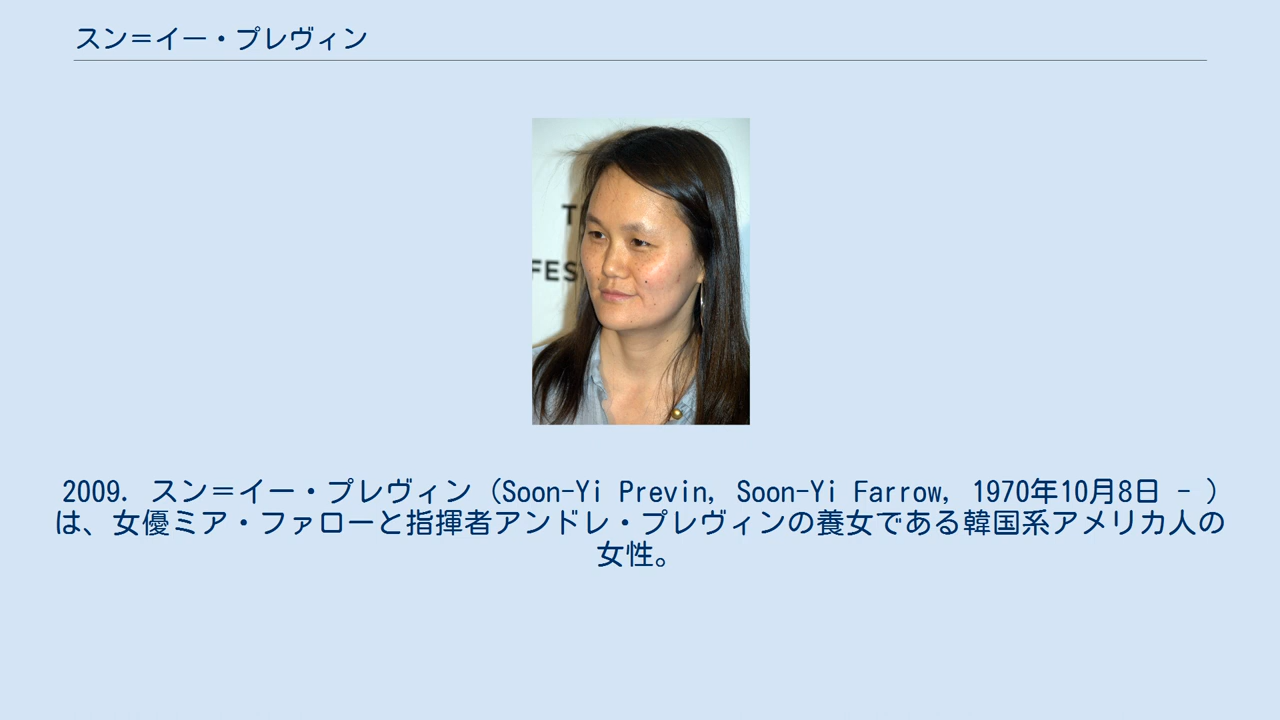 スン＝イー・プレヴィン
T
FES
2009. スン＝イー・プレヴィン（Soon-Yi Previn, Soon-Yi Farrow, 1970年10月8日 - ）
は、女優ミア・ファローと指揮者アンドレ・プレヴィンの養女である韓国系アメリカ人の
女性。